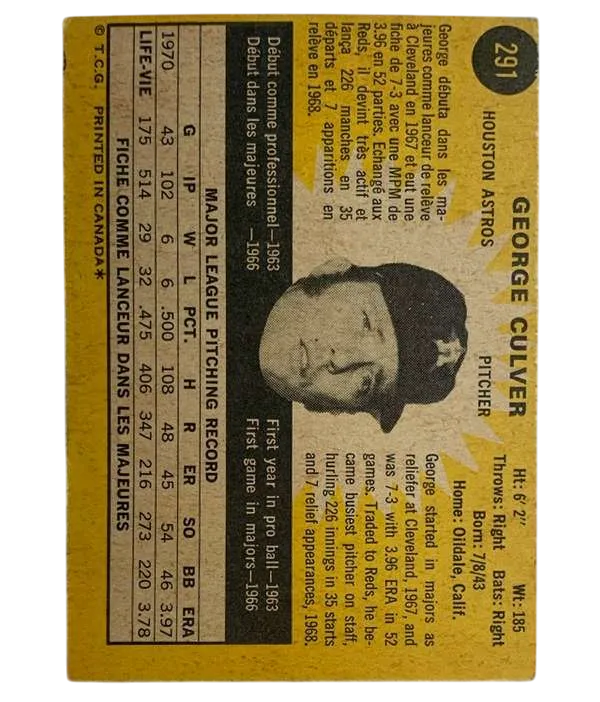 291
GEORGE CULVER
HOUSTON ASTROS
PITCHER
Ht: 6' 2" Wt: 185
Throws: Right Bats: Right
Born: 7/8/43
Home: Oildale, Calif.
George débuta dans les ma-
jeures comme lanceur de relève
à Cleveland en 1967 et eut une
fiche de 7-3 avec une MPM de
3.96 en 52 parties. Echangé aux
Reds, il devint très actif et
lança 226 manches en 35
départs et 7 apparitions en
relève en 1968.
George started in majors as
reliefer at Cleveland, 1967, and
was 7-3 with 3.96 ERA in 52
games. Traded to Reds, he be-
came busiest pitcher on staff,
hurling 226 innings in 35 starts
and 7 relief appearances, 1968.
Début comme professionnel—1963
Début dans les majeures —1966
First year in pro ball—1963
First game in majors—1966
MAJOR LEAGUE PITCHING RECORD
G IP W L PCT. H R ER SO BB ERA
1970 43 102 6 6 .500 108 48 45 54 46 3.97
LIFE-VIE 175 514 29 32 .475 406 347 216 273 220 3.78
FICHE COMME LANCEUR DANS LES MAJEURES
© T.C.G. PRINTED IN CANADA*